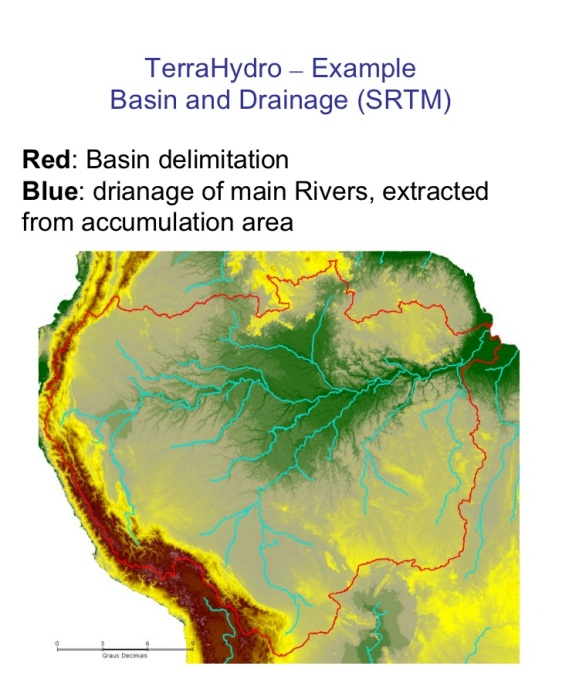 TerraHydro – Example
Basin and Drainage (SRTM)
Red: Basin delimitation
Blue: drianage of main Rivers, extracted
from accumulation area
0 3 6 9
Graus Decimais